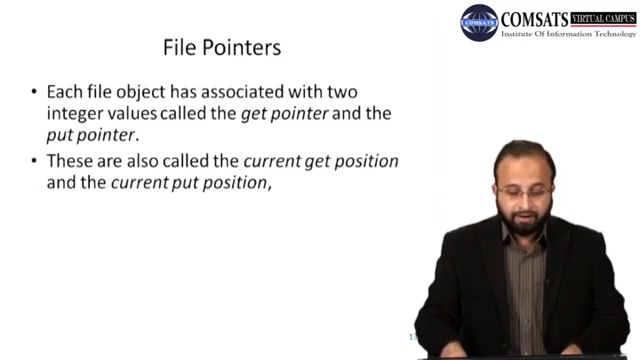 COMSATS VIRTUAL CAMPUS
COMSATS
Institute Of Information Technology
File Pointers
• Each file object has associated with two
integer values called the get pointer and the
put pointer.
• These are also called the current get position
and the current put position,